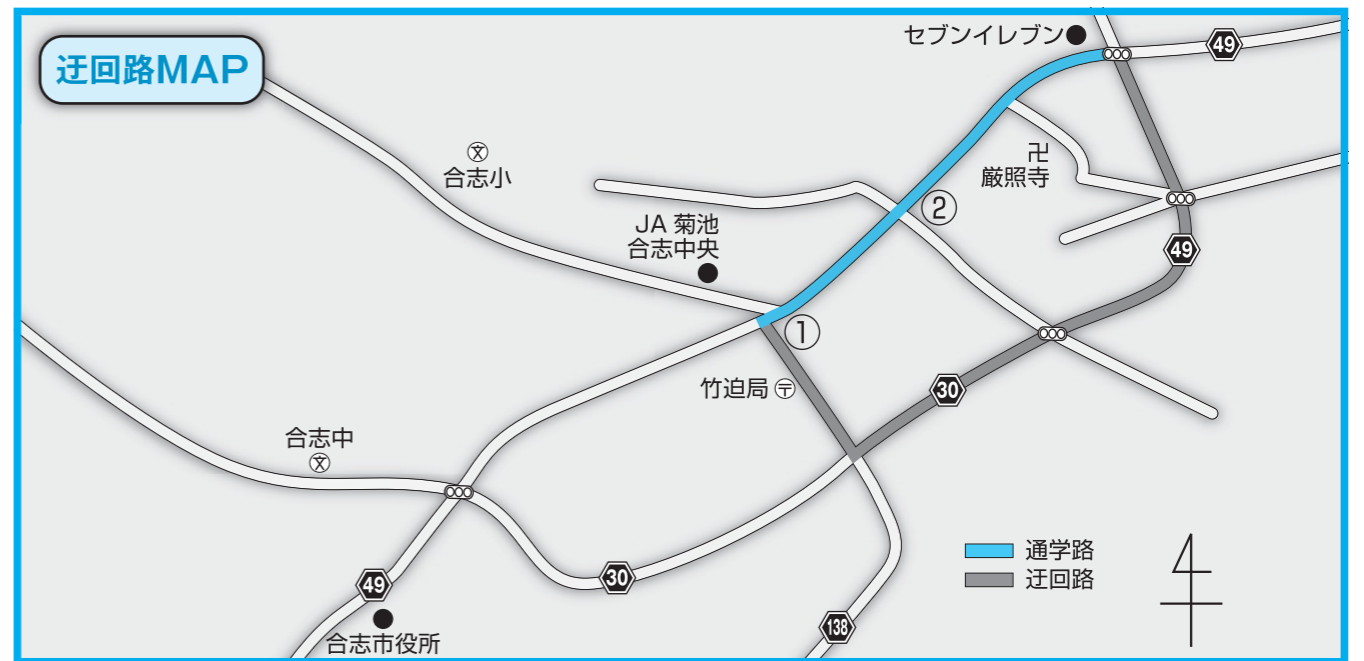 迂回路MAP
セブンイレブン
49
合志小
厳照寺
JA 菊池
合志中央
②
49
①
竹迫局
30
合志中
通学路
迂回路
49
30
138
合志市役所